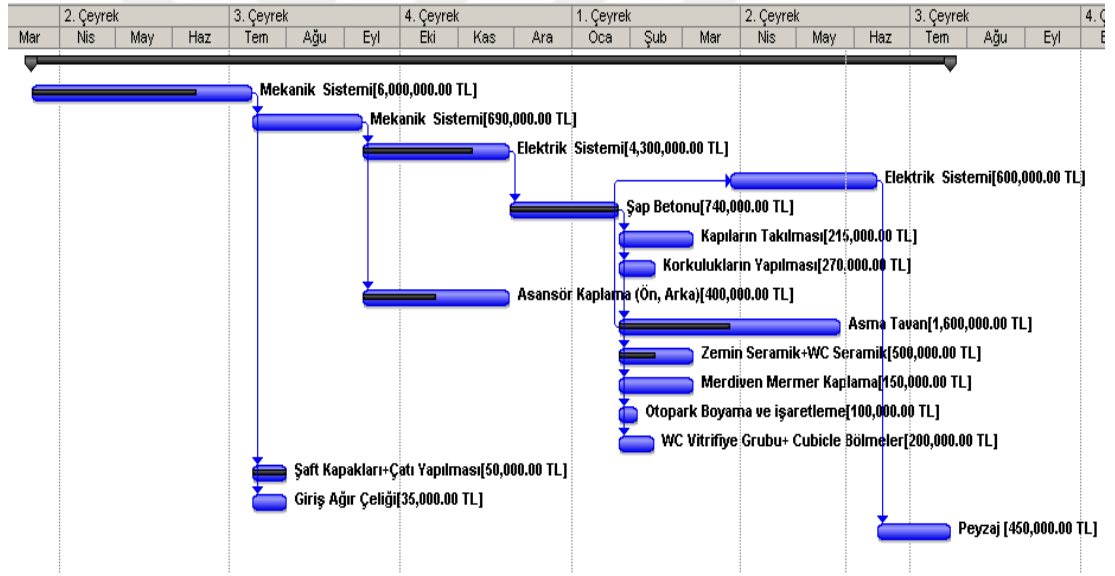 2. Çeyrek 3. Çeyrek 4. Çeyrek 1. Çeyrek 2. Çeyrek 3. Çeyrek 4. Ç
Mar Nis May Haz Tem Ağu Eyl Eki Kas Ara Oca Şub Mar Nis May Haz Tem Ağu Eyl E
Mekanik Sistemi[6,000,000.00 TL]
Mekanik Sistemi[690,000.00 TL]
Elektrik Sistemi[4,300,000.00 TL]
Elektrik Sistemi[600,000.00 TL]
Şap Betonu[740,000.00 TL]
Kapıların Takılması[215,000.00 TL]
Korkulukların Yapılması[270,000.00 TL]
Asansör Kaplama (Ön, Arka)[400,000.00 TL]
Asma Tavan[1,600,000.00 TL]
Zemin Seramik+WC Seramik[500,000.00 TL]
Merdiven Mermer Kaplama[150,000.00 TL]
Otopark Boyama ve işaretleme[100,000.00 TL]
WC Vitrifiye Grubu+ Cubicle Bölmeler[200,000.00 TL]
Şaft Kapakları+Çatı Yapılması[50,000.00 TL]
Giriş Ağır Çeliği[35,000.00 TL]
Peyzaj [450,000.00 TL]